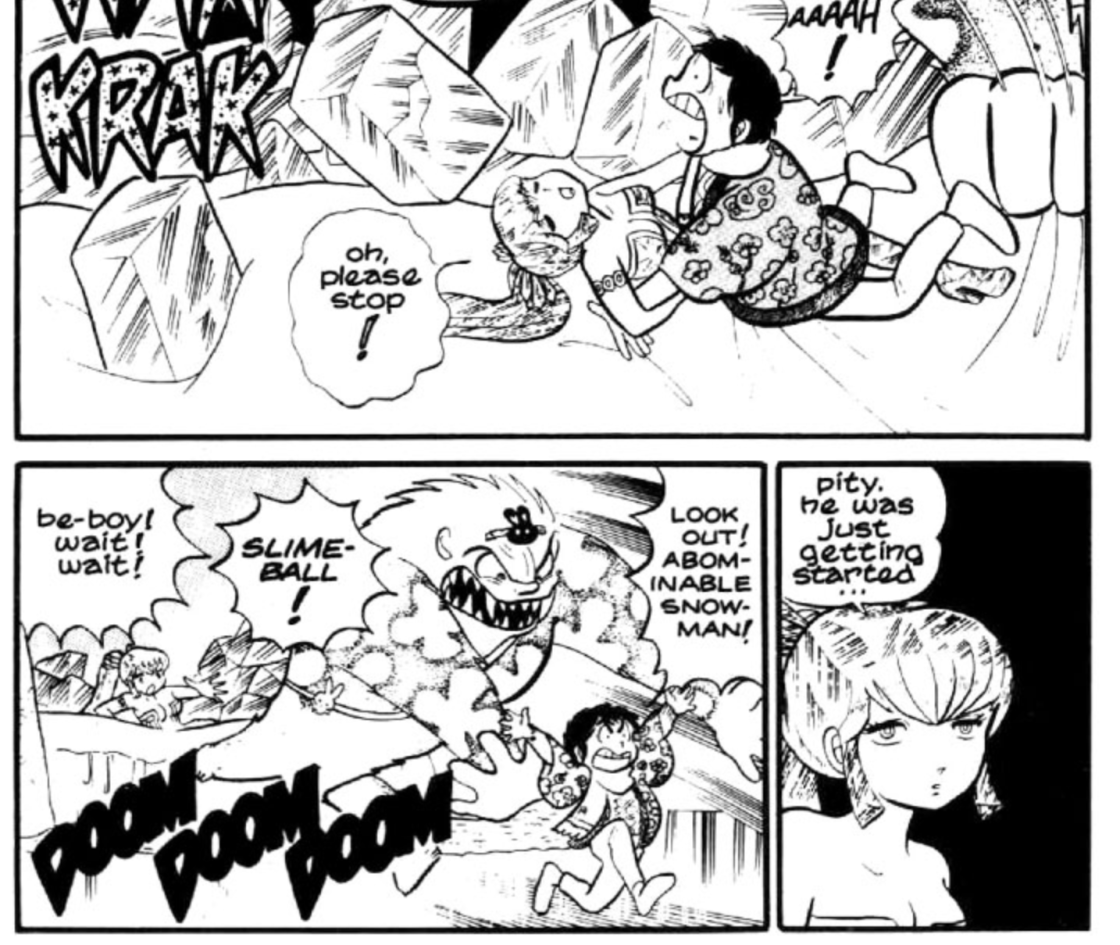 KRAK
AAAAH
!
oh,
please
stop
!
be-boy!
wait!
wait!
SLIME-
BALL
!
LOOK
OUT!
ABOM-
INABLE
SNOW-
MAN!
DOOM
DOOM
DOOM
pity.
he was
just
getting
started
...